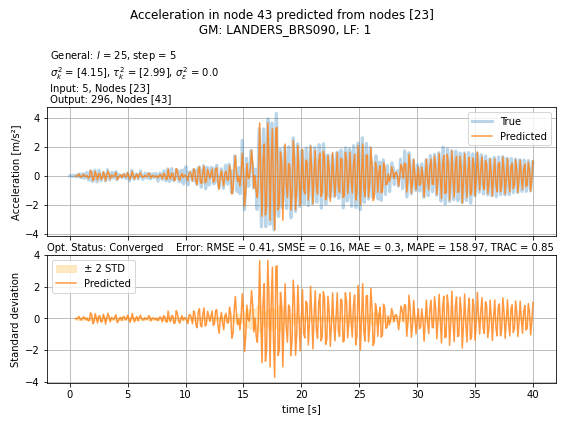 Acceleration in node 43 predicted from nodes [23]
GM: LANDERS_BRS090, LF: 1
General: l = 25, step = 5
σ²ₖ = [4.15], τ²ₖ = [2.99], σ²ε = 0.0
Input: 5, Nodes [23]
Output: 296, Nodes [43]
Acceleration [m/s²]
4
2
0
−2
−4
True
Predicted
Opt. Status: Converged Error: RMSE = 0.41, SMSE = 0.16, MAE = 0.3, MAPE = 158.97, TRAC = 0.85
Standard deviation
4
2
0
−2
−4
± 2 STD
Predicted
0 5 10 15 20 25 30 35 40
time [s]